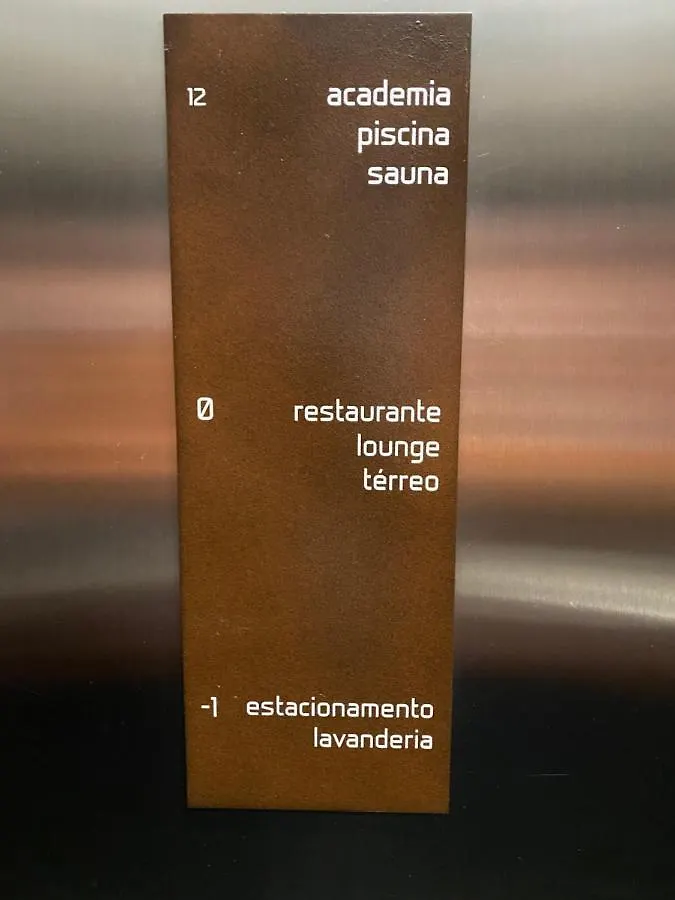 12 academia
piscina
sauna
0 restaurante
lounge
térreo
-1 estacionamento
lavanderia